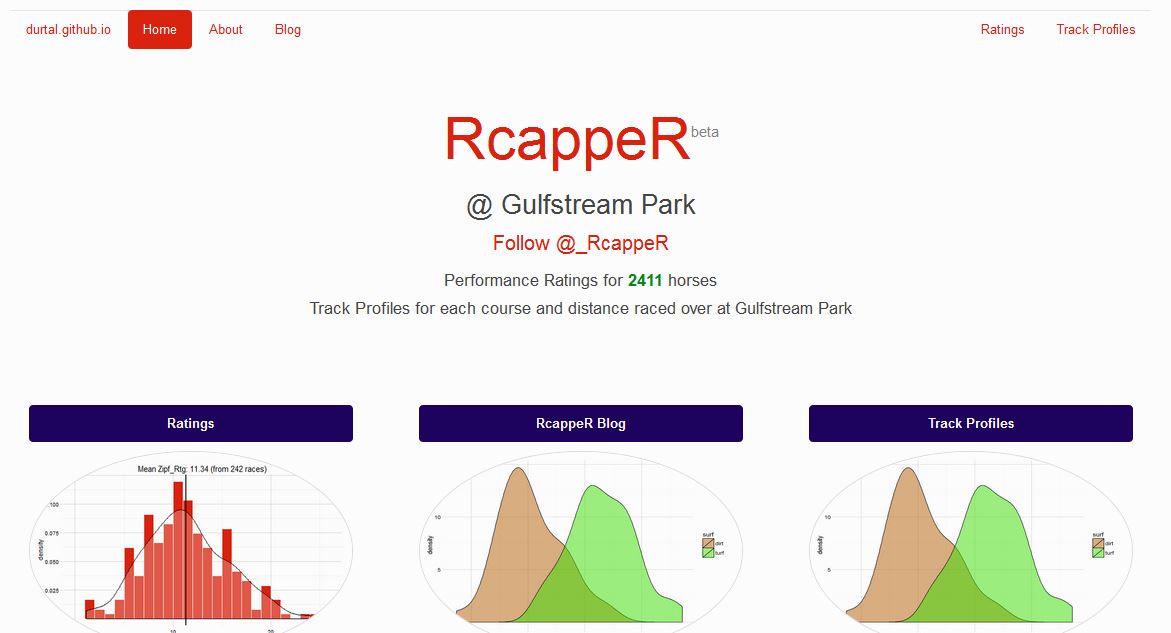 durtal.github.io Home About Blog Ratings Track Profiles
RcappeR beta
@ Gulfstream Park
Follow @_RcappeR
Performance Ratings for 2411 horses
Track Profiles for each course and distance raced over at Gulfstream Park
Ratings
RcappeR Blog
Track Profiles
Mean Zipf_Rtg: 11.34 (from 242 races)
.100
0.075
0.050
0.025
density
10 20
10
5
density
surf
dirt
turf
10
5
density
surf
dirt
turf